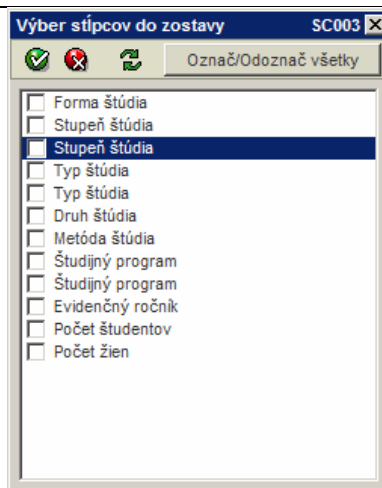 Výber stĺpcov do zostavy SC003
Označ/Odoznač všetky
Forma štúdia
Stupeň štúdia
Stupeň štúdia
Typ štúdia
Typ štúdia
Druh štúdia
Metóda štúdia
Študijný program
Študijný program
Evidenčný ročník
Počet študentov
Počet žien